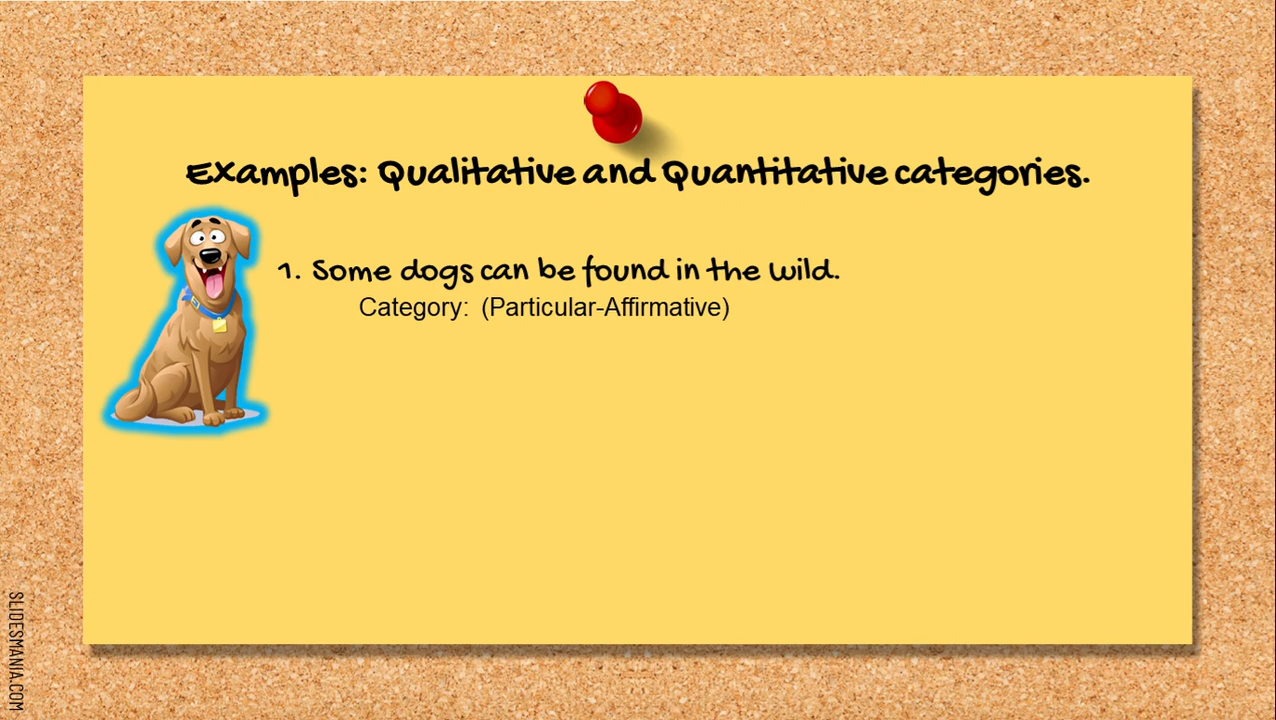 Examples: Qualitative and Quantitative categories.
1. Some dogs can be found in the wild.
Category: (Particular-Affirmative)
SLIDESMANIA.COM